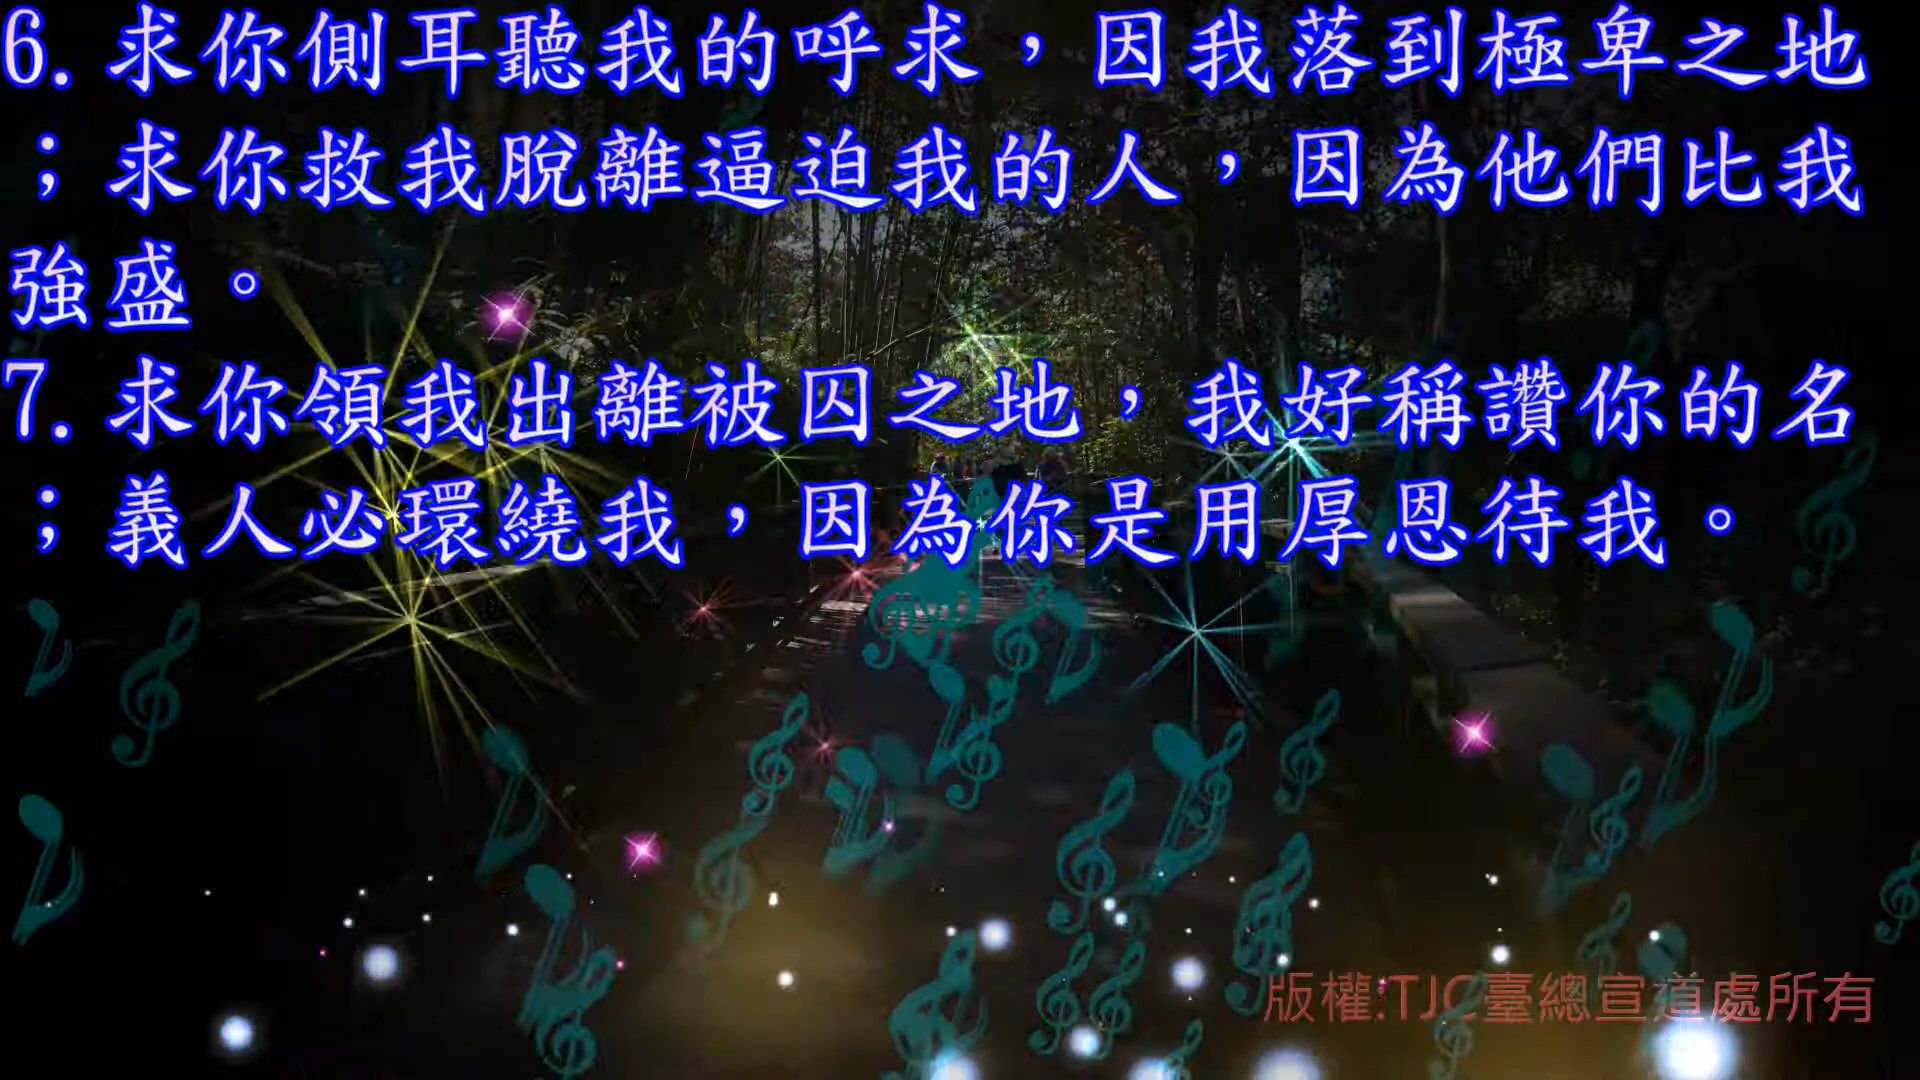 6. 求你側耳聽我的呼求，因我落到極卑之地
；求你救我脫離逼迫我的人，因為他們比我
強盛。
7. 求你領我出離被囚之地，我好稱讚你的名
；義人必環繞我，因為你是用厚恩待我。
版權:TJC臺總宣道處所有